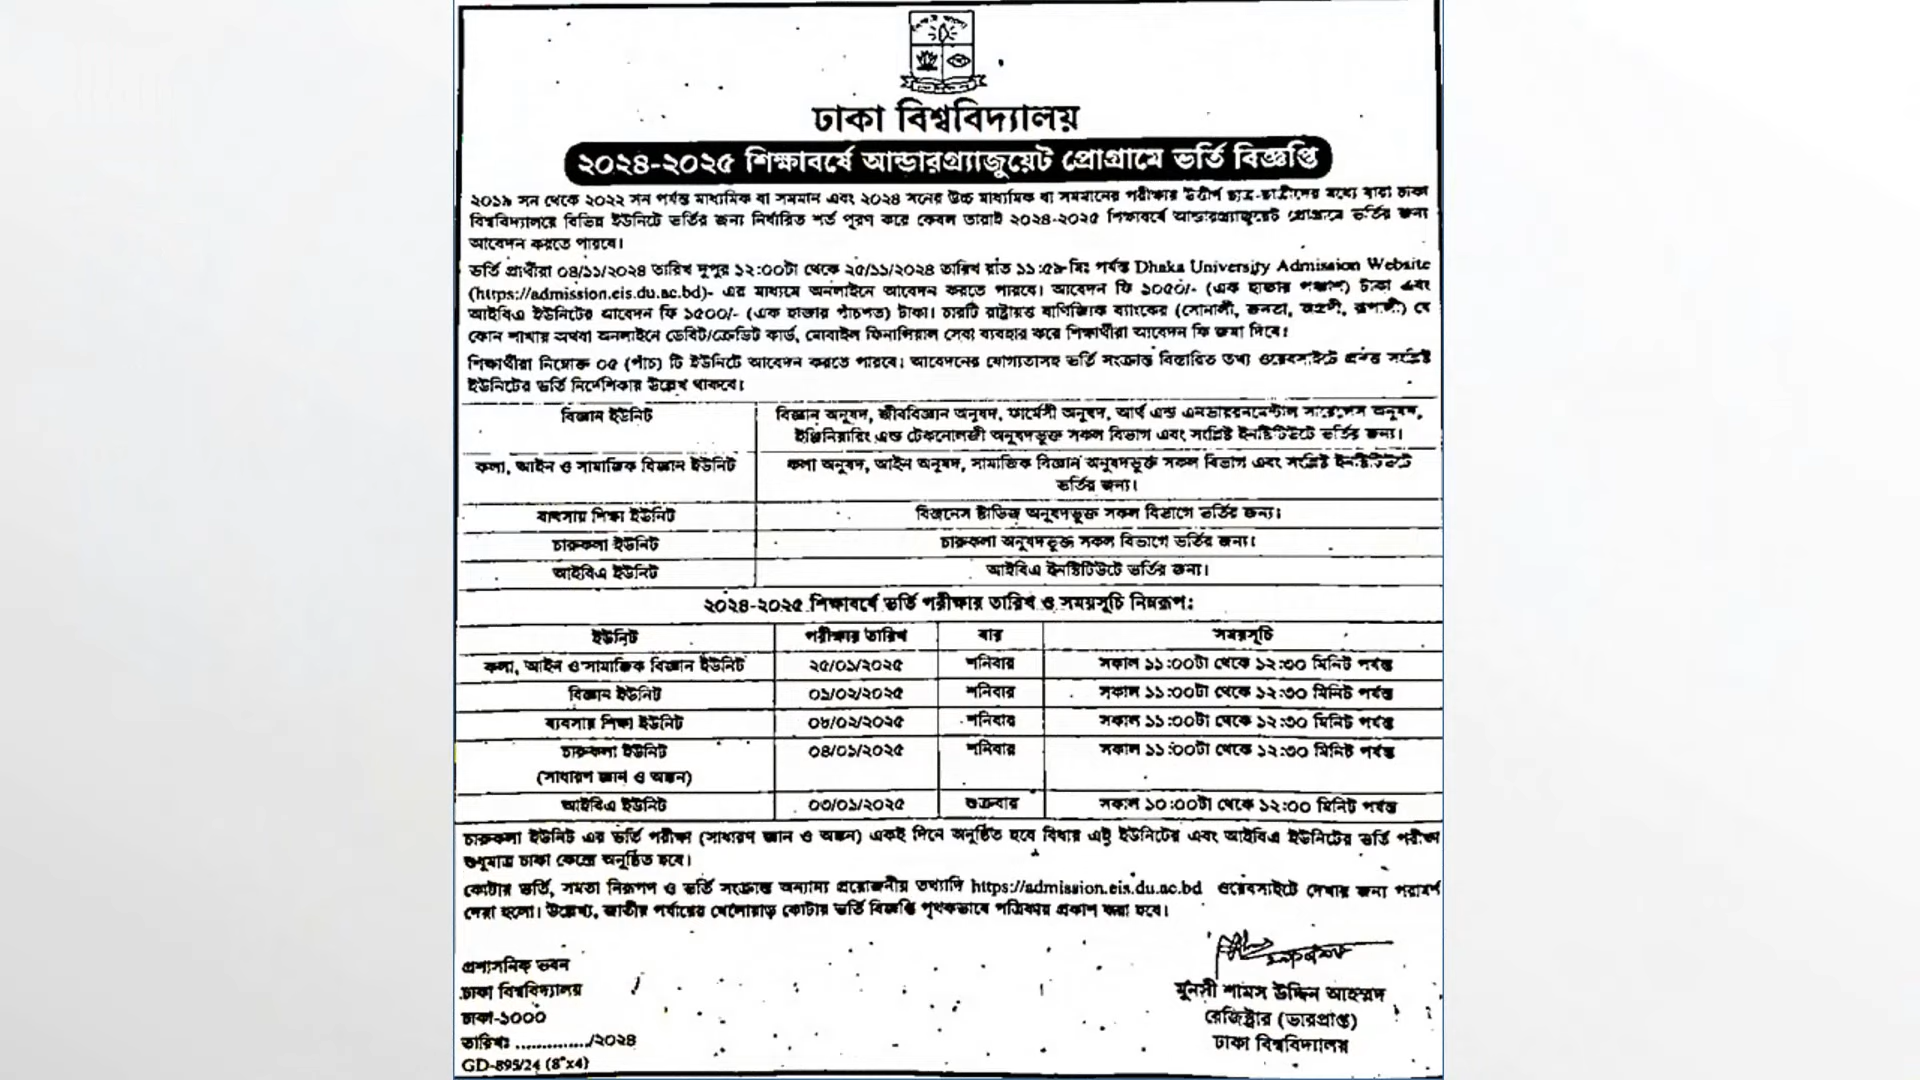 ঢাকা বিশ্ববিদ্যালয়
২০২৪-২০২৫ শিক্ষাবর্ষে আন্ডারগ্র্যাজুয়েট প্রোগ্রামে ভর্তি বিজ্ঞপ্তি
২০১৯ সন থেকে ২০২২ সন পর্যন্ত মাধ্যমিক বা সমমান এবং ২০২৪ সনের উচ্চ মাধ্যমিক বা সমমানের পরীক্ষার উত্তীর্ণ ছাত্র-ছাত্রীদের মধ্যে যারা ঢাকা
বিশ্ববিদ্যালয়ে বিভিন্ন ইউনিটে ভর্তির জন্য নির্ধারিত শর্ত পূরণ করে কেবল তারাই ২০২৪-২০২৫ শিক্ষাবর্ষে আন্ডারগ্র্যাজুয়েট প্রোগ্রামে ভর্তির জন্য
আবেদন করতে পারবে।
ভর্তি প্রার্থীরা ০৪/১১/২০২৪ তারিখ দুপুর ১২:০০টা থেকে ২৫/১১/২০২৪ তারিখ রাত ১১:৫৯ মিঃ পর্যন্ত Dhaka University Admission Website
(https://admission.eis.du.ac.bd)- এর মাধ্যমে অনলাইনে আবেদন করতে পারবে। আবেদন ফি ১০৫০/- (এক হাজার পঞ্চাশ) টাকা এবং
আইবিএ ইউনিটের আবেদন ফি ১৫০০/- (এক হাজার পাঁচশত) টাকা। চারটি রাষ্ট্রায়ত্ত বাণিজ্যিক ব্যাংকের (সোনালী, জনতা, অগ্রণী, রূপালী) যে
কোন শাখায় অথবা অনলাইনে ডেবিট/ক্রেডিট কার্ড, মোবাইল ফিনান্সিয়াল সেবা ব্যবহার করে শিক্ষার্থীরা আবেদন ফি জমা দিবে।
শিক্ষার্থীরা নিম্নোক্ত ০৫ (পাঁচ) টি ইউনিটে আবেদন করতে পারবে। আবেদনের যোগ্যতাসহ ভর্তি সংক্রান্ত বিস্তারিত তথ্য ওয়েবসাইটে প্রদত্ত সংশ্লিষ্ট
ইউনিটের ভর্তি নির্দেশিকায় উল্লেখ থাকবে।
বিজ্ঞান ইউনিট
বিজ্ঞান অনুষদ, জীববিজ্ঞান অনুষদ, ফার্মেসী অনুষদ, আর্থ এন্ড এনভায়রনমেন্টাল সায়েন্সেস অনুষদ,
ইঞ্জিনিয়ারিং এন্ড টেকনোলজী অনুষদভুক্ত সকল বিভাগ এবং সংশ্লিষ্ট ইনস্টিটিউটে ভর্তির জন্য।
কলা, আইন ও সামাজিক বিজ্ঞান ইউনিট
কলা অনুষদ, আইন অনুষদ, সামাজিক বিজ্ঞান অনুষদভুক্ত সকল বিভাগ এবং সংশ্লিষ্ট ইনস্টিটিউটে
ভর্তির জন্য।
ব্যবসায় শিক্ষা ইউনিট
বিজনেস স্টাডিজ অনুষদভুক্ত সকল বিভাগে ভর্তির জন্য।
চারুকলা ইউনিট
চারুকলা অনুষদভুক্ত সকল বিভাগে ভর্তির জন্য।
আইবিএ ইউনিট
আইবিএ ইনস্টিটিউটে ভর্তির জন্য।
২০২৪-২০২৫ শিক্ষাবর্ষে ভর্তি পরীক্ষার তারিখ ও সময়সূচি নিম্নরূপ:
ইউনিট পরীক্ষার তারিখ বার সময়সূচি
কলা, আইন ও সামাজিক বিজ্ঞান ইউনিট ২৫/০১/২০২৫ শনিবার সকাল ১১:০০টা থেকে ১২:৩০ মিনিট পর্যন্ত
বিজ্ঞান ইউনিট ০১/০২/২০২৫ শনিবার সকাল ১১:০০টা থেকে ১২:৩০ মিনিট পর্যন্ত
ব্যবসায় শিক্ষা ইউনিট ০৮/০২/২০২৫ শনিবার সকাল ১১:০০টা থেকে ১২:৩০ মিনিট পর্যন্ত
চারুকলা ইউনিট ০৪/০১/২০২৫ শনিবার সকাল ১১:০০টা থেকে ১২:৩০ মিনিট পর্যন্ত
(সাধারণ জ্ঞান ও অঙ্কন)
আইবিএ ইউনিট ০৩/০১/২০২৫ শুক্রবার সকাল ১০:০০টা থেকে ১২:০০ মিনিট পর্যন্ত
চারুকলা ইউনিট এর ভর্তি পরীক্ষা (সাধারণ জ্ঞান ও অঙ্কন) একই দিনে অনুষ্ঠিত হবে বিধায় এই ইউনিটের এবং আইবিএ ইউনিটের ভর্তি পরীক্ষা
শুধুমাত্র ঢাকা কেন্দ্রে অনুষ্ঠিত হবে।
কোটার ভর্তি, সমতা নিরূপণ ও ভর্তি সংক্রান্ত অন্যান্য প্রয়োজনীয় তথ্যাদি https://admission.eis.du.ac.bd ওয়েবসাইটে দেখার জন্য পরামর্শ
দেয়া হলো। উল্লেখ্য, জাতীয় পর্যায়ের খেলোয়াড় কোটার ভর্তি বিজ্ঞপ্তি পৃথকভাবে পত্রিকায় প্রকাশ করা হবে।
প্রশাসনিক ভবন
ঢাকা বিশ্ববিদ্যালয়
ঢাকা-১০০০
তারিখঃ ............../২০২৪
GD-895/24 (8"x4)
মুনসী শামস উদ্দিন আহম্মদ
রেজিস্ট্রার (ভারপ্রাপ্ত)
ঢাকা বিশ্ববিদ্যালয়